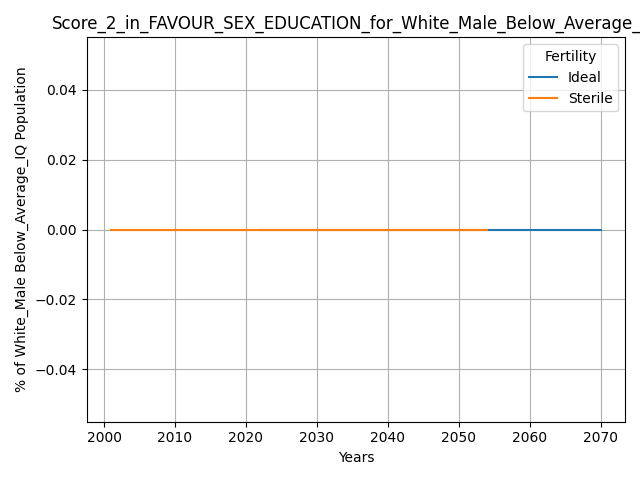 Score_2_in_FAVOUR_SEX_EDUCATION_for_White_Male_Below_Average_
% of White_Male Below_Average_IQ Population
0.04
0.02
0.00
−0.02
−0.04
Fertility
Ideal
Sterile
2000 2010 2020 2030 2040 2050 2060 2070
Years